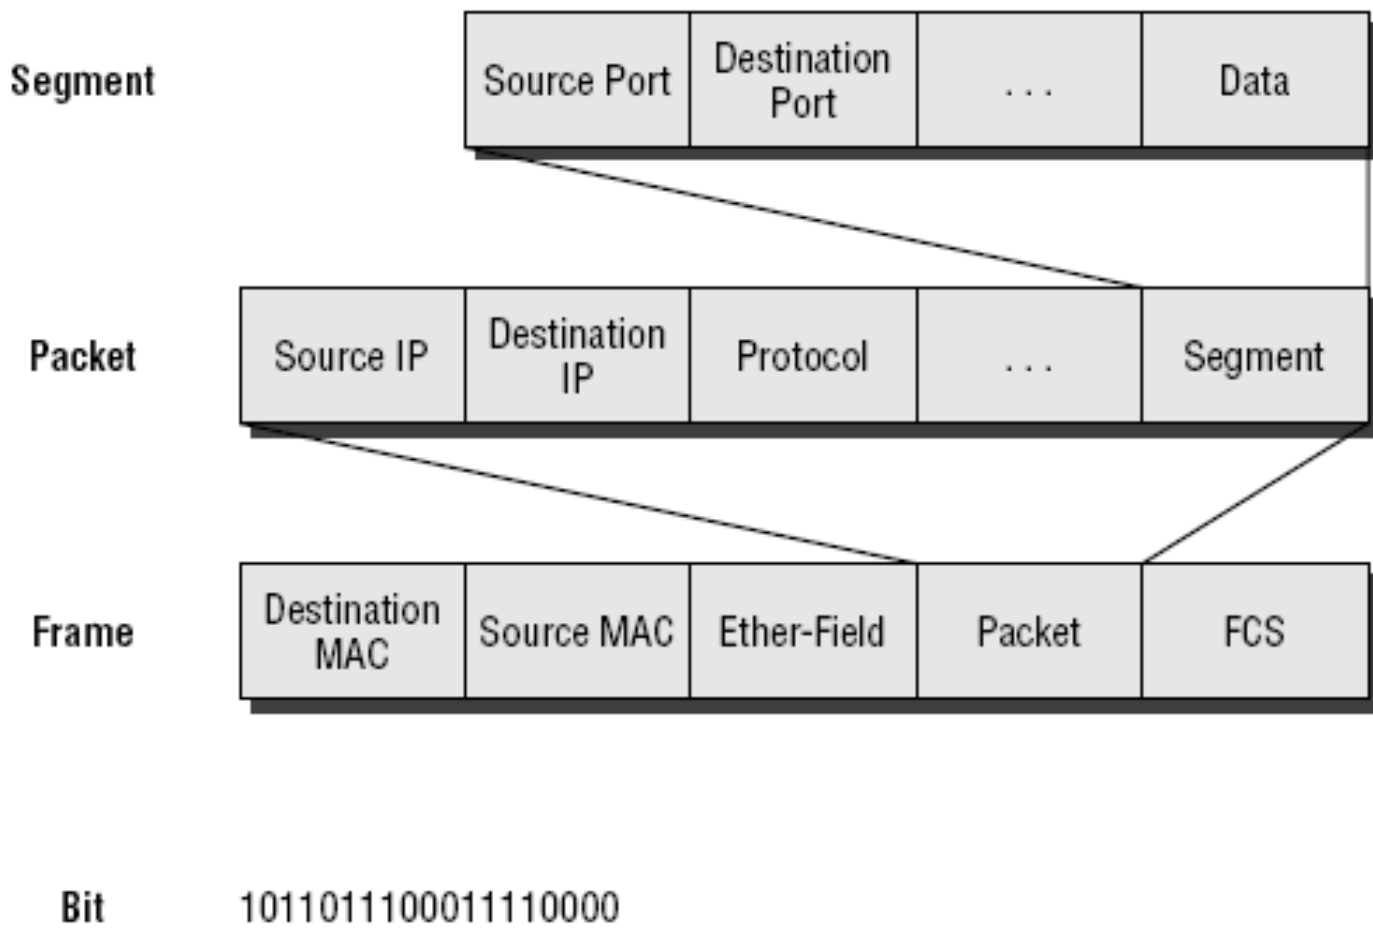 Segment
Source Port
Destination
Port
. . .
Data
Packet
Source IP
Destination
IP
Protocol
. . .
Segment
Frame
Destination
MAC
Source MAC
Ether-Field
Packet
FCS
Bit
1011011100011110000